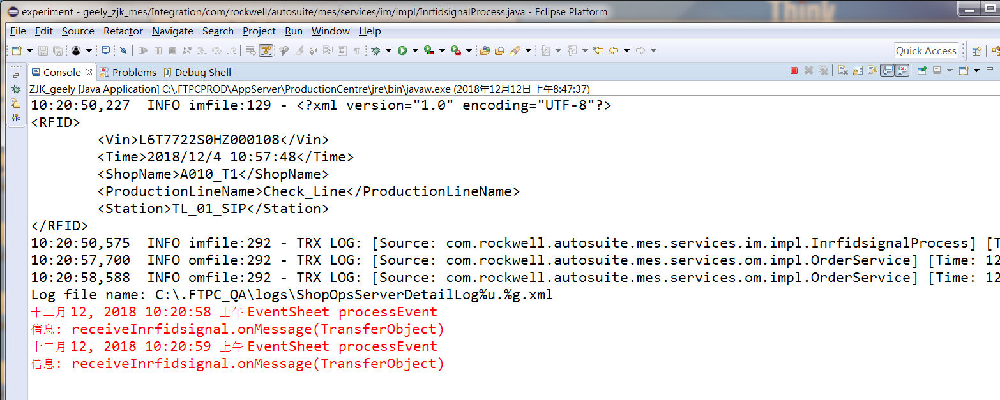 experiment - geely_zjk_mes/Integration/com/rockwell/autosuite/mes/services/im/impl/InrfidsignalProcess.java - Eclipse Platform
File Edit Source Refactor Navigate Search Project Run Window Help
Quick Access
Console Problems Debug Shell
ZJK_geely [Java Application] C:\.FTPCPROD\AppServer\ProductionCentre\jre\bin\javaw.exe (2018年12月12日 上午8:47:37)
10:20:50,227  INFO imfile:129 - <?xml version="1.0" encoding="UTF-8"?>
<RFID>
<Vin>L6T7722S0HZ000108</Vin>
<Time>2018/12/4 10:57:48</Time>
<ShopName>A010_T1</ShopName>
<ProductionLineName>Check_Line</ProductionLineName>
<Station>TL_01_SIP</Station>
</RFID>
10:20:50,575  INFO imfile:292 - TRX LOG: [Source: com.rockwell.autosuite.mes.services.im.impl.InrfidsignalProcess] [T
10:20:57,700  INFO omfile:292 - TRX LOG: [Source: com.rockwell.autosuite.mes.services.om.impl.OrderService] [Time: 12
10:20:58,588  INFO omfile:292 - TRX LOG: [Source: com.rockwell.autosuite.mes.services.om.impl.OrderService] [Time: 12
Log file name: C:\.FTPC_QA\logs\ShopOpsServerDetailLog%u.%g.xml
十二月 12, 2018 10:20:58 上午 EventSheet processEvent
信息: receiveInrfidsignal.onMessage(TransferObject)
十二月 12, 2018 10:20:59 上午 EventSheet processEvent
信息: receiveInrfidsignal.onMessage(TransferObject)